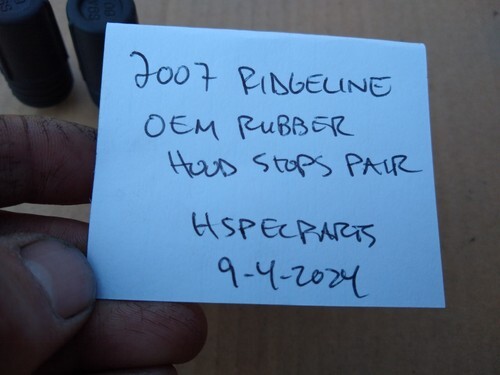 2007 RIDGELINE
OEM RUBBER
HOOD STOPS PAIR
HSPECPARTS
9-4-2024